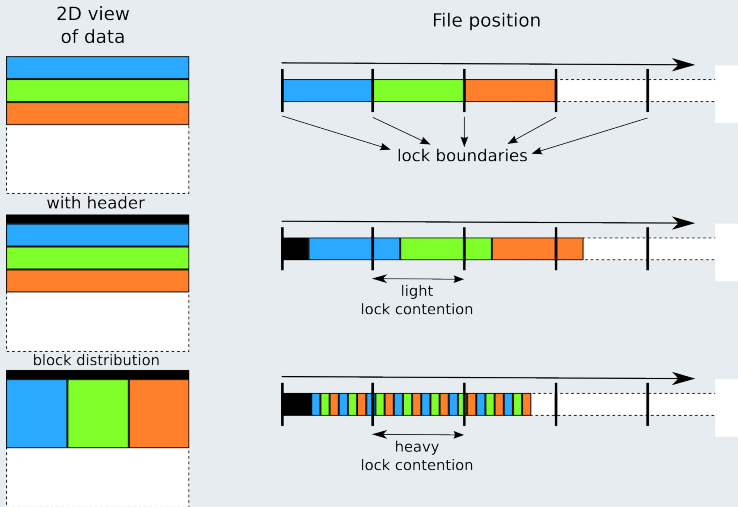 2D view
of data
File position
lock boundaries
with header
light
lock contention
block distribution
heavy
lock contention